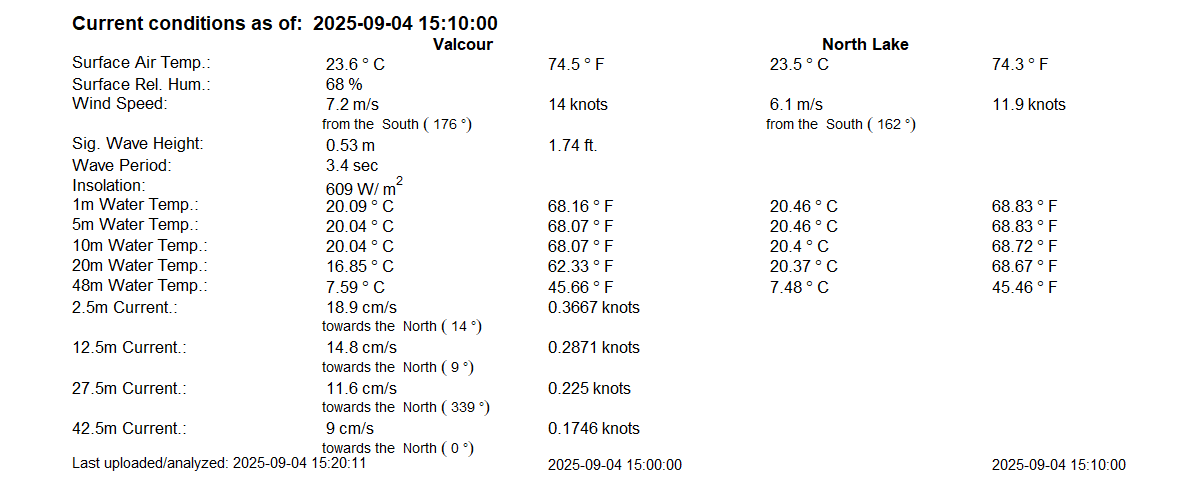 Current conditions as of:  2025-09-04 15:10:00
Valcour North Lake
Surface Air Temp.: 23.6 ° C 74.5 ° F 23.5 ° C 74.3 ° F
Surface Rel. Hum.: 68 %
Wind Speed: 7.2 m/s 14 knots 6.1 m/s 11.9 knots
from the South ( 176 °) from the South ( 162 °)
Sig. Wave Height: 0.53 m 1.74 ft.
Wave Period: 3.4 sec
Insolation: 609 W/ m²
1m Water Temp.: 20.09 ° C 68.16 ° F 20.46 ° C 68.83 ° F
5m Water Temp.: 20.04 ° C 68.07 ° F 20.46 ° C 68.83 ° F
10m Water Temp.: 20.04 ° C 68.07 ° F 20.4 ° C 68.72 ° F
20m Water Temp.: 16.85 ° C 62.33 ° F 20.37 ° C 68.67 ° F
48m Water Temp.: 7.59 ° C 45.66 ° F 7.48 ° C 45.46 ° F
2.5m Current.: 18.9 cm/s 0.3667 knots
towards the North ( 14 °)
12.5m Current.: 14.8 cm/s 0.2871 knots
towards the North ( 9 °)
27.5m Current.: 11.6 cm/s 0.225 knots
towards the North ( 339 °)
42.5m Current.: 9 cm/s 0.1746 knots
towards the North ( 0 °)
Last uploaded/analyzed: 2025-09-04 15:20:11 2025-09-04 15:00:00 2025-09-04 15:10:00